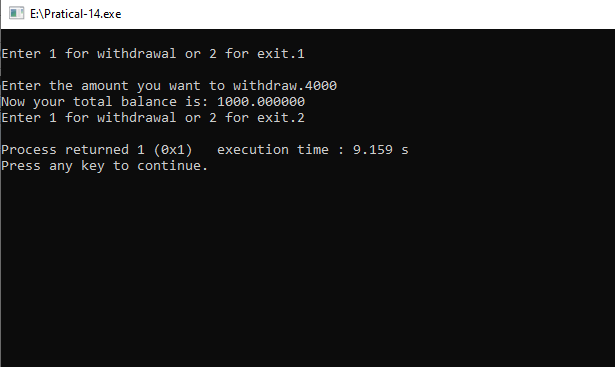 E:\Pratical-14.exe
Enter 1 for withdrawal or 2 for exit.1
Enter the amount you want to withdraw.4000
Now your total balance is: 1000.000000
Enter 1 for withdrawal or 2 for exit.2
Process returned 1 (0x1)   execution time : 9.159 s
Press any key to continue.